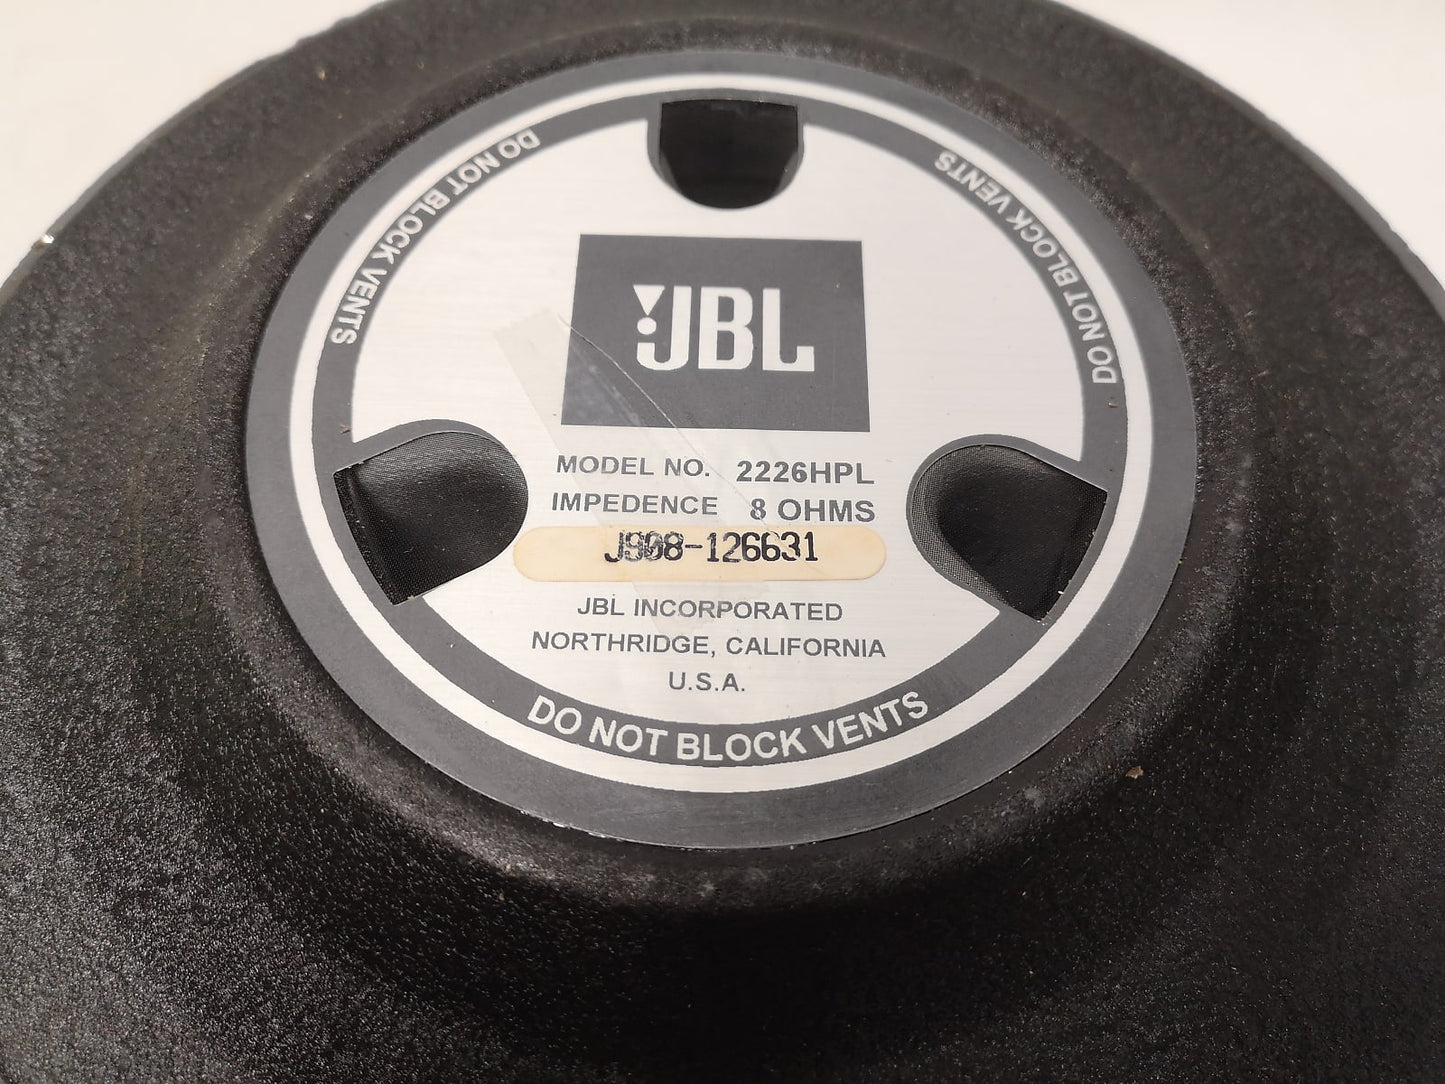 DO NOT BLOCK VENTS
DO NOT BLOCK VENTS
JBL
MODEL NO. 2226HPL
IMPEDENCE 8 OHMS
J908-126631
JBL INCORPORATED
NORTHRIDGE, CALIFORNIA
U.S.A.
DO NOT BLOCK VENTS